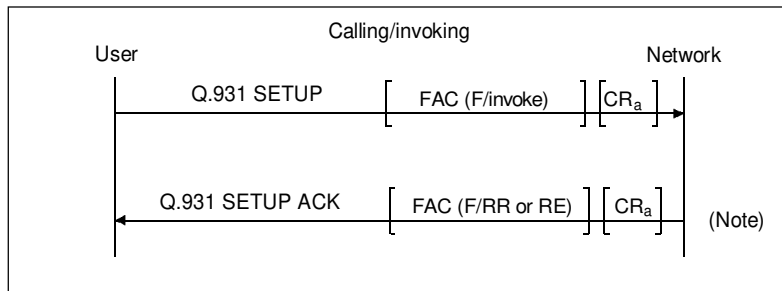 Calling/invoking
User Network
Q.931 SETUP [ FAC (F/invoke) ] [ CRₐ ]
Q.931 SETUP ACK [ FAC (F/RR or RE) ] [ CRₐ ] (Note)